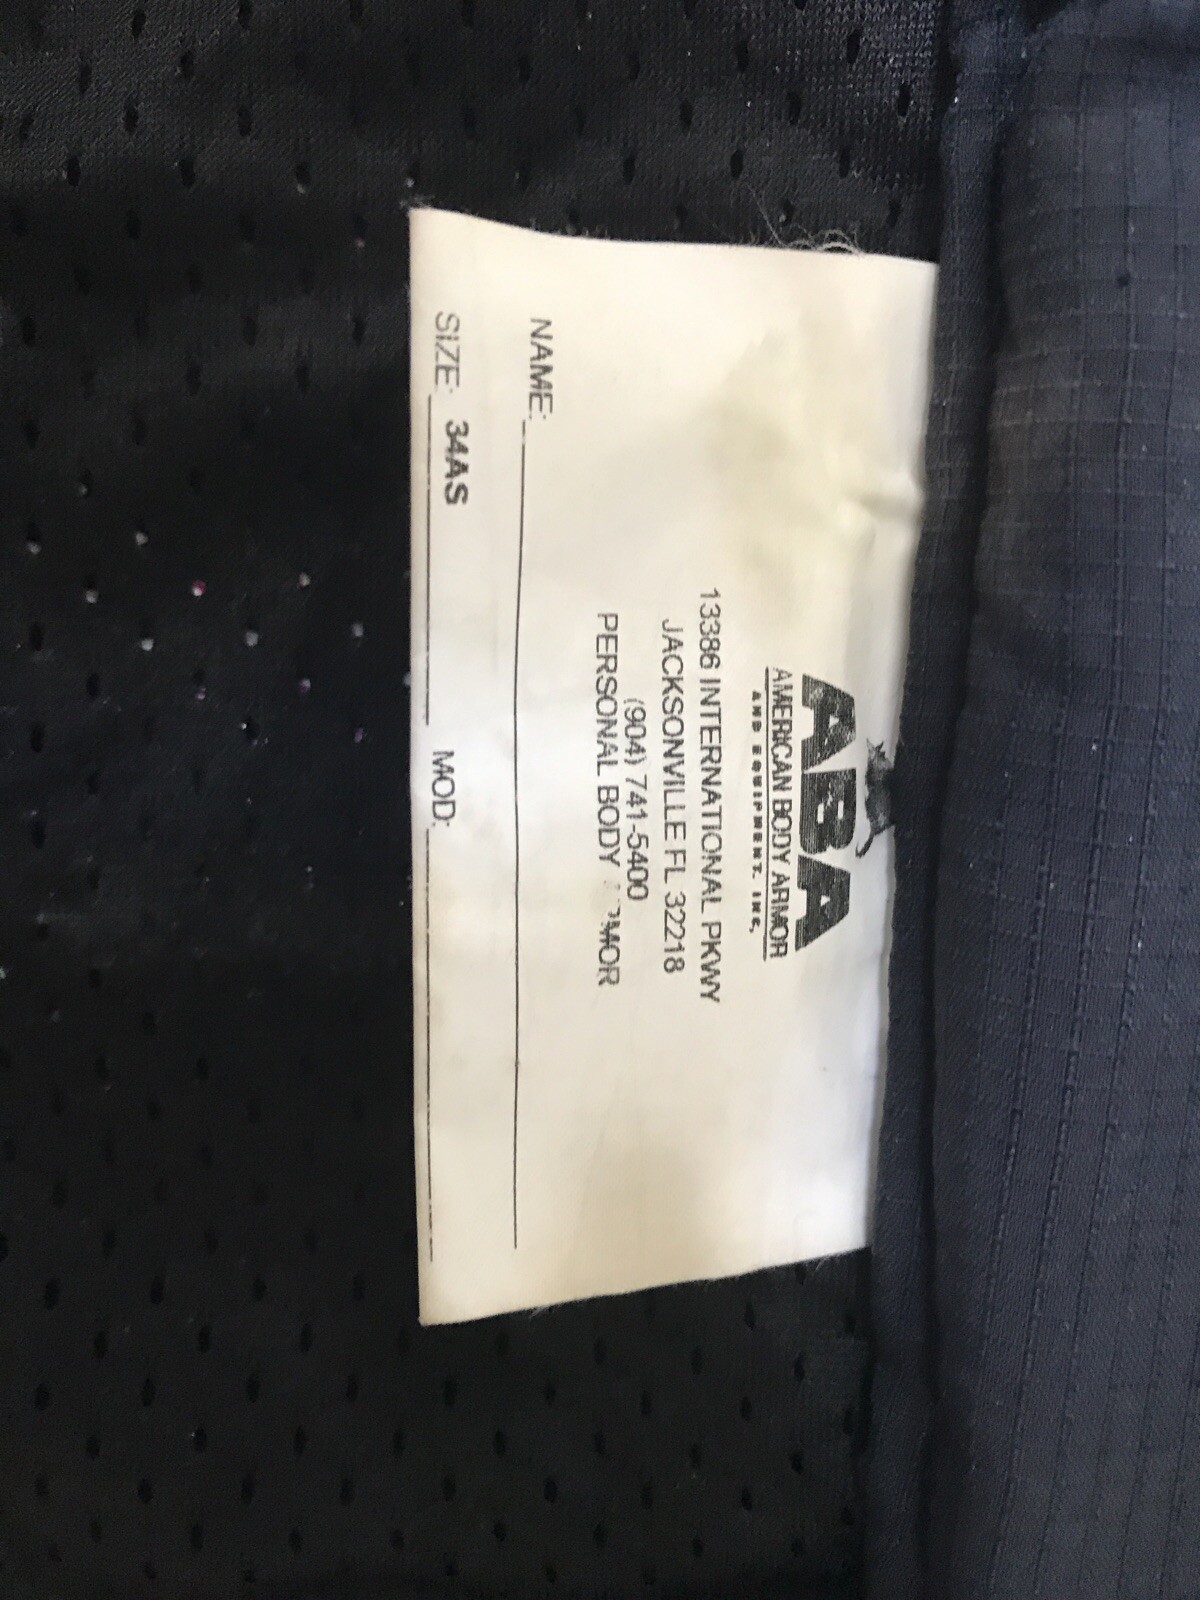 ABA
AMERICAN BODY ARMOR
AND EQUIPMENT, INC.
13386 INTERNATIONAL PKWY
JACKSONVILLE FL 32218
(904) 741-5400
PERSONAL BODY
NAME:
SIZE: 34AS MOD: